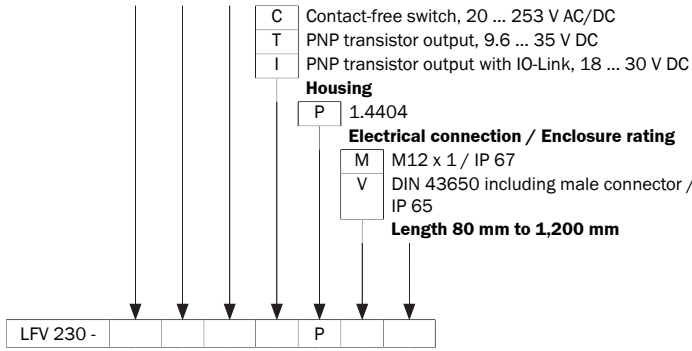 C Contact-free switch, 20 ... 253 V AC/DC
T PNP transistor output, 9.6 ... 35 V DC
I PNP transistor output with IO-Link, 18 ... 30 V DC
Housing
P 1.4404
Electrical connection / Enclosure rating
M M12 x 1 / IP 67
V DIN 43650 including male connector /
IP 65
Length 80 mm to 1,200 mm
LFV 230 - P